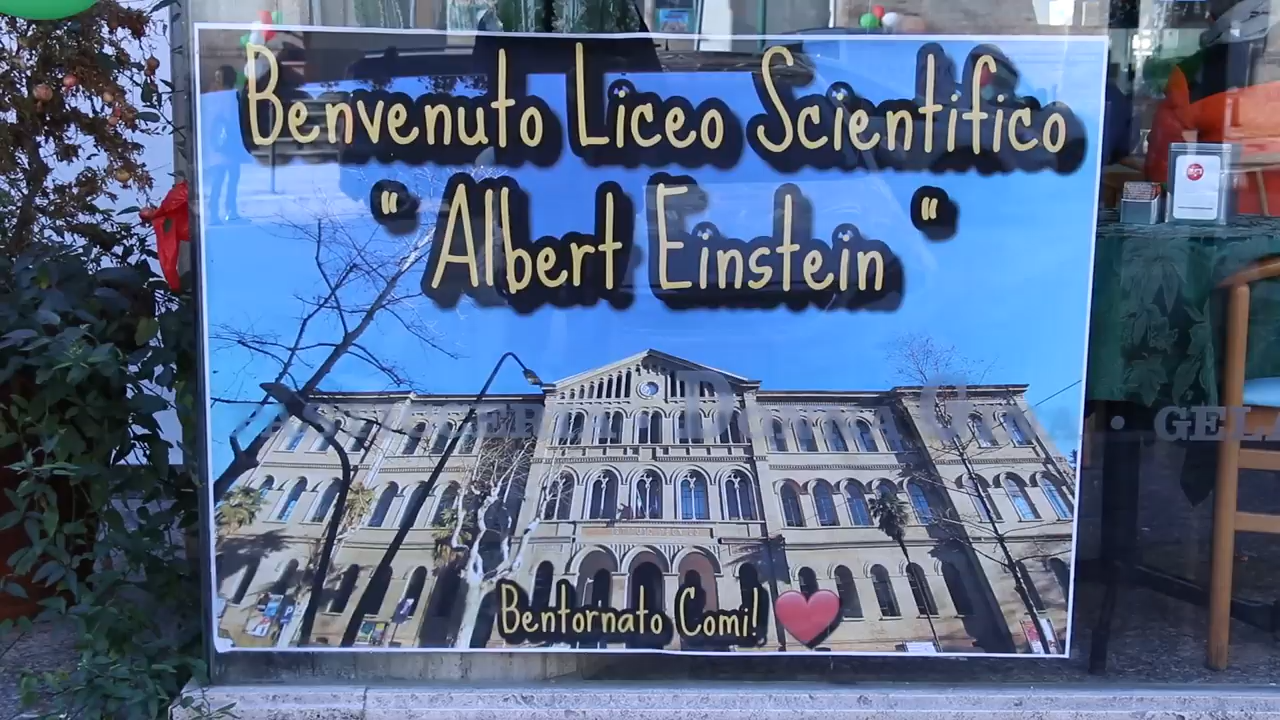 Benvenuto Liceo Scientifico
" Albert Einstein "
Bentornato Comi!